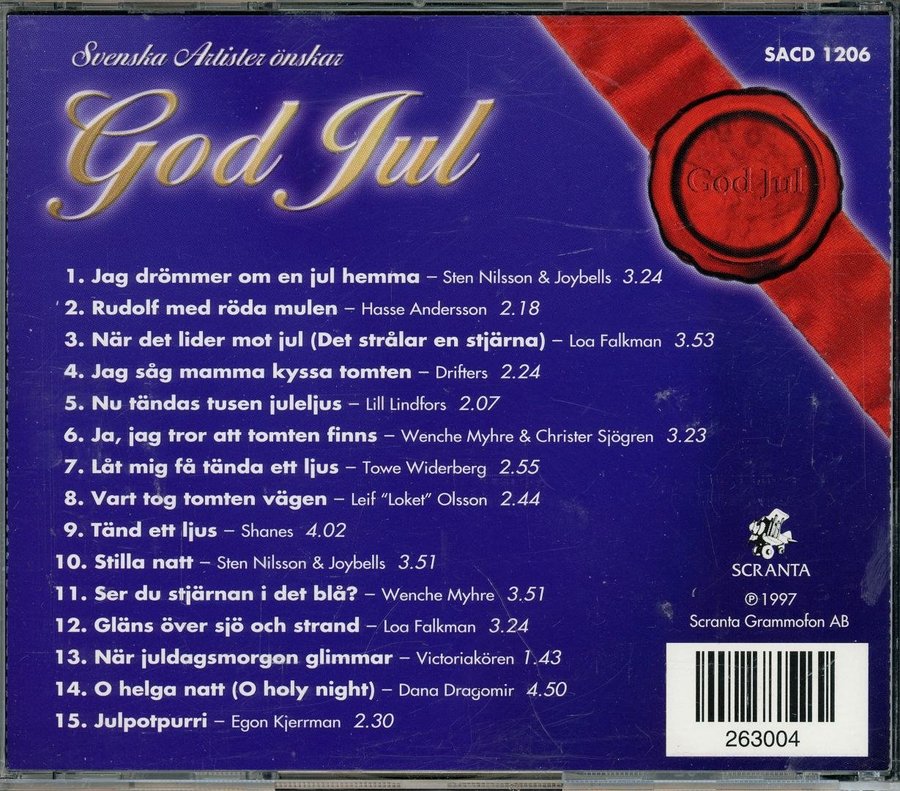 Svenska Artister önskar
SACD 1206
God Jul
God Jul
1. Jag drömmer om en jul hemma – Sten Nilsson & Joybells 3.24
2. Rudolf med röda mulen – Hasse Andersson 2.18
3. När det lider mot jul (Det strålar en stjärna) – Loa Falkman 3.53
4. Jag såg mamma kyssa tomten – Drifters 2.24
5. Nu tändas tusen juleljus – Lill Lindfors 2.07
6. Ja, jag tror att tomten finns – Wenche Myhre & Christer Sjögren 3.23
7. Låt mig få tända ett ljus – Towe Widerberg 2.55
8. Vart tog tomten vägen – Leif “Loket” Olsson 2.44
9. Tänd ett ljus – Shanes 4.02
10. Stilla natt – Sten Nilsson & Joybells 3.51
11. Ser du stjärnan i det blå? – Wenche Myhre 3.51
12. Gläns över sjö och strand – Loa Falkman 3.24
13. När juldagsmorgon glimmar – Victoriakören 1.43
14. O helga natt (O holy night) – Dana Dragomir 4.50
15. Julpotpurri – Egon Kjerrman 2.30
SCRANTA
℗ 1997
Scranta Grammofon AB
263004